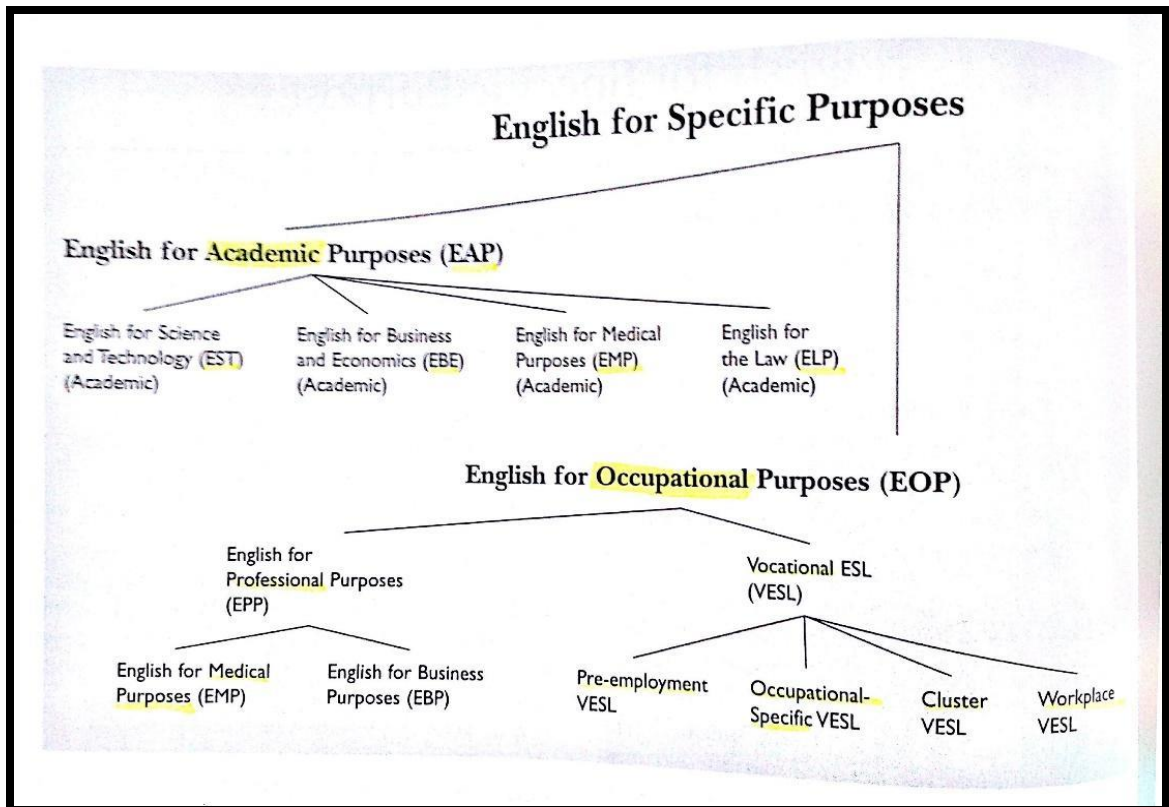 English for Specific Purposes
English for Academic Purposes (EAP)
English for Science
and Technology (EST)
(Academic)
English for Business
and Economics (EBE)
(Academic)
English for Medical
Purposes (EMP)
(Academic)
English for
the Law (ELP)
(Academic)
English for Occupational Purposes (EOP)
English for
Professional Purposes
(EPP)
Vocational ESL
(VESL)
English for Medical
Purposes (EMP)
English for Business
Purposes (EBP)
Pre-employment
VESL
Occupational-
Specific VESL
Cluster
VESL
Workplace
VESL